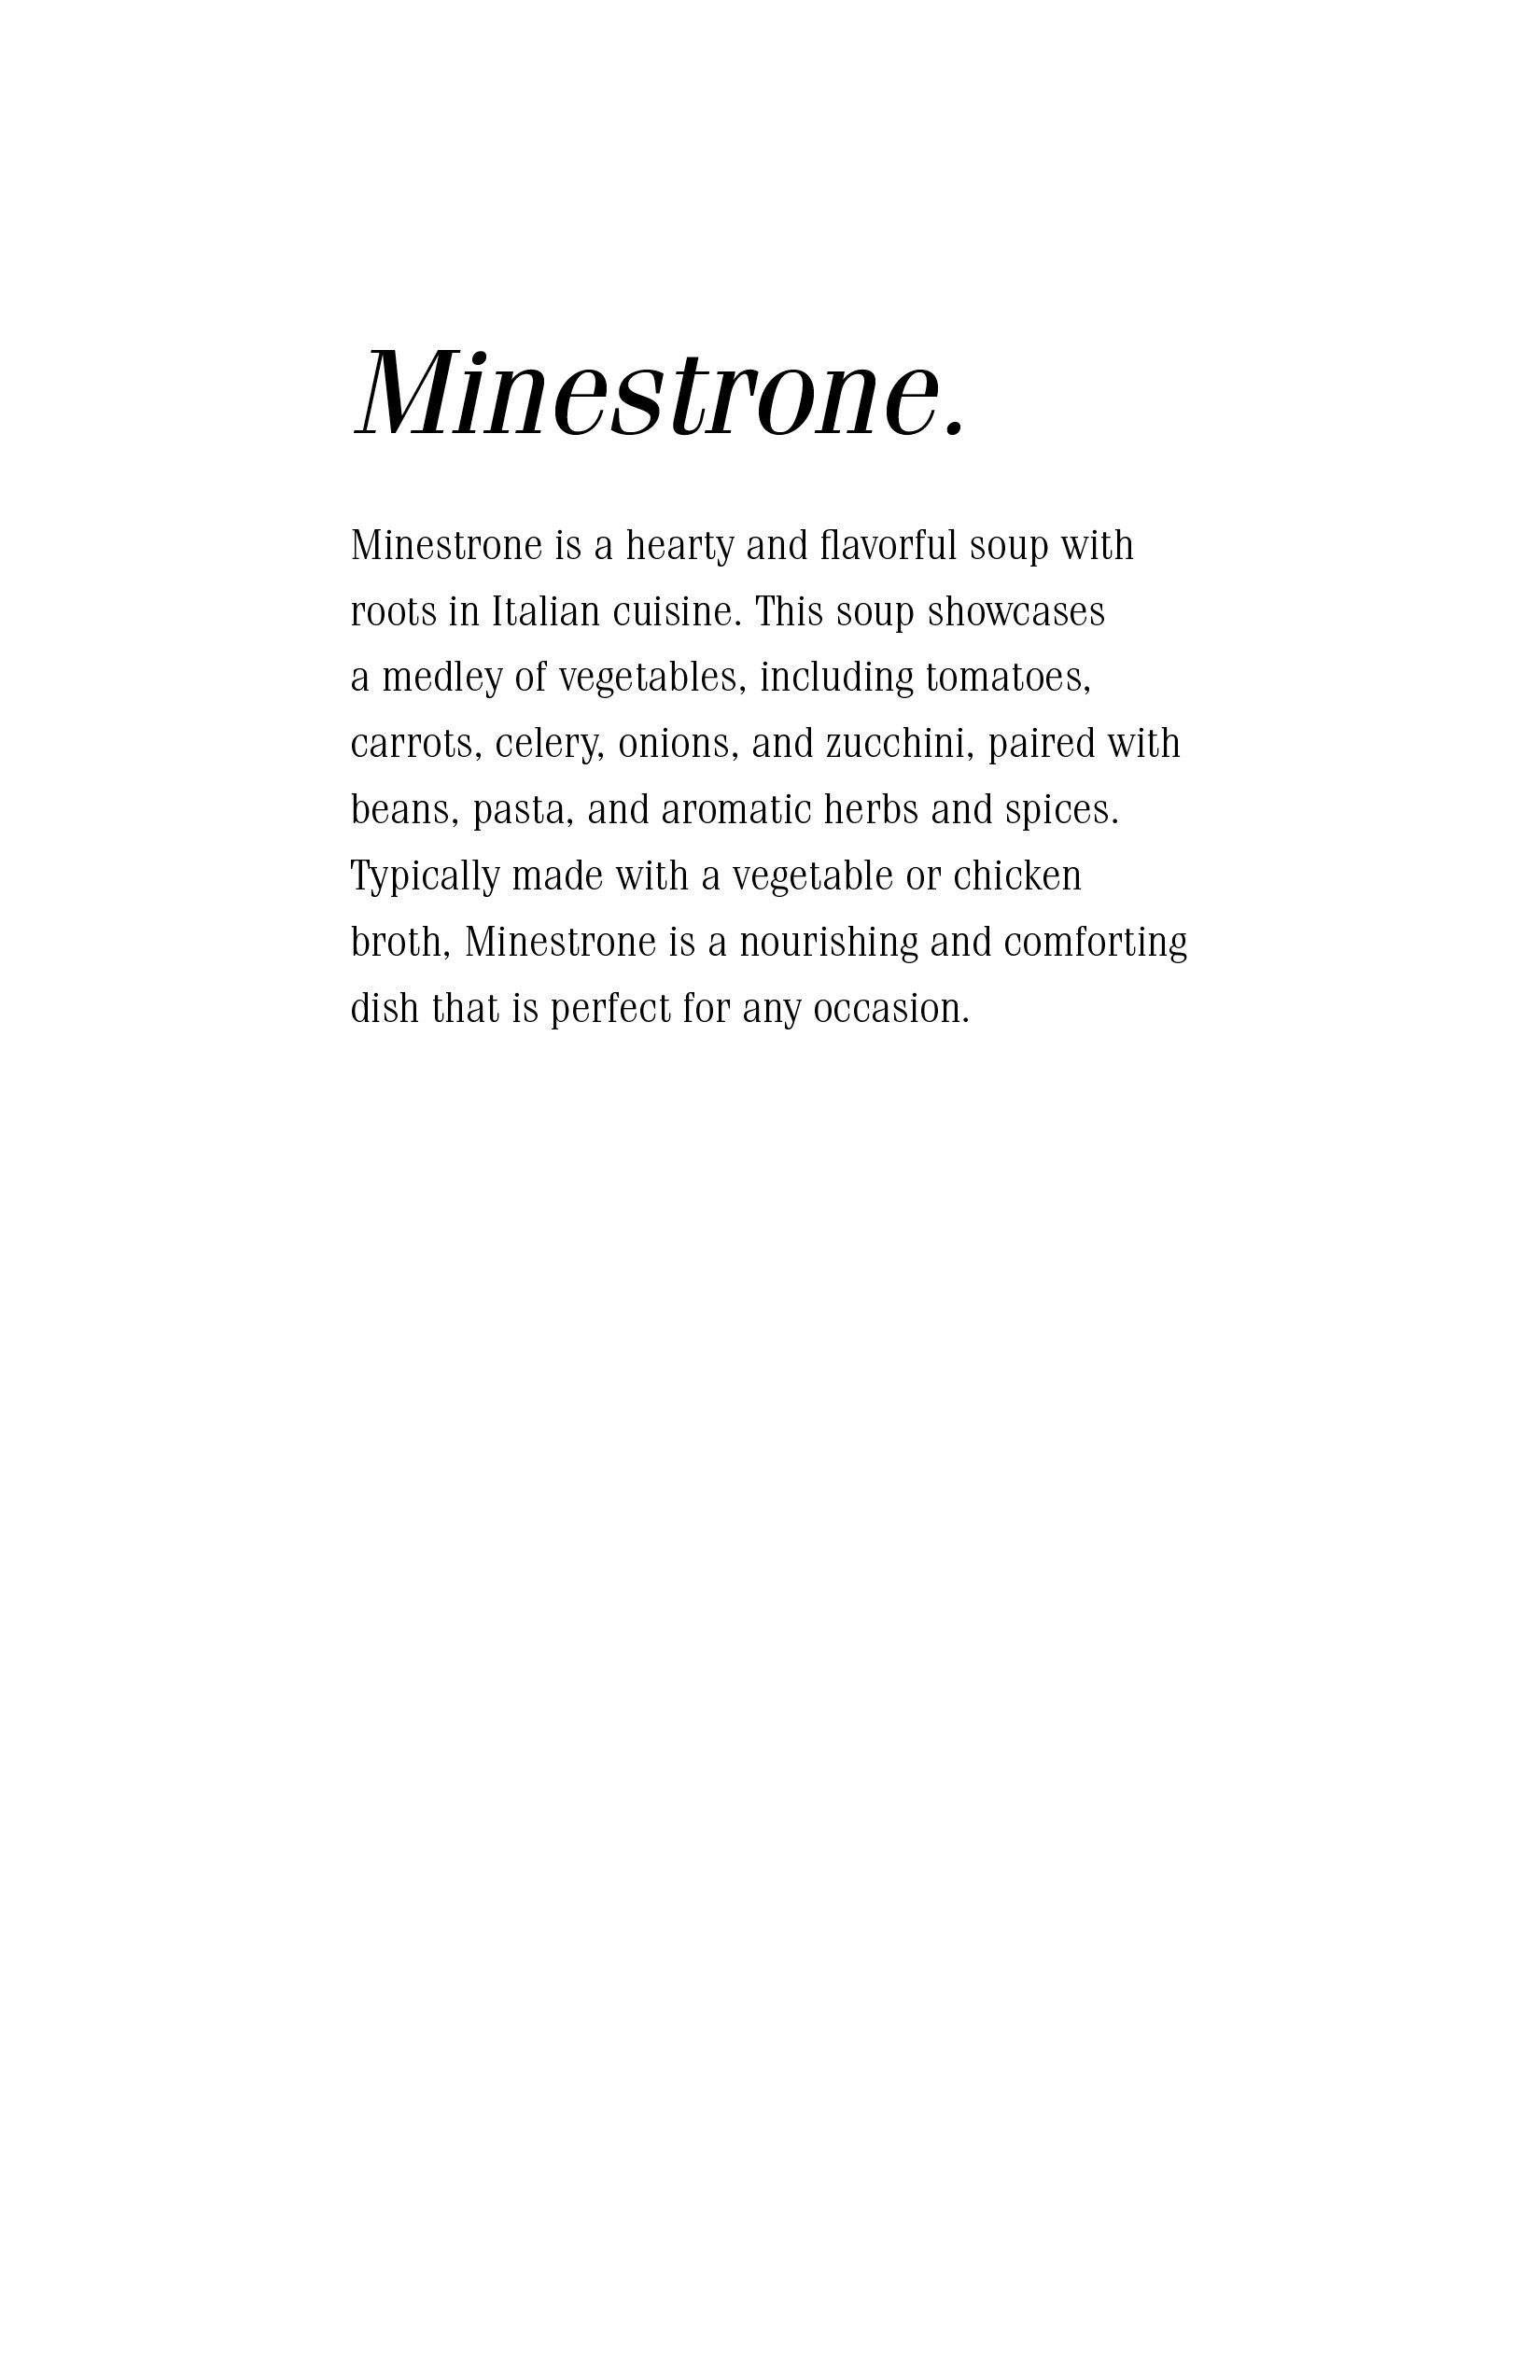 Minestrone.
Minestrone is a hearty and flavorful soup with
roots in Italian cuisine. This soup showcases
a medley of vegetables, including tomatoes,
carrots, celery, onions, and zucchini, paired with
beans, pasta, and aromatic herbs and spices.
Typically made with a vegetable or chicken
broth, Minestrone is a nourishing and comforting
dish that is perfect for any occasion.